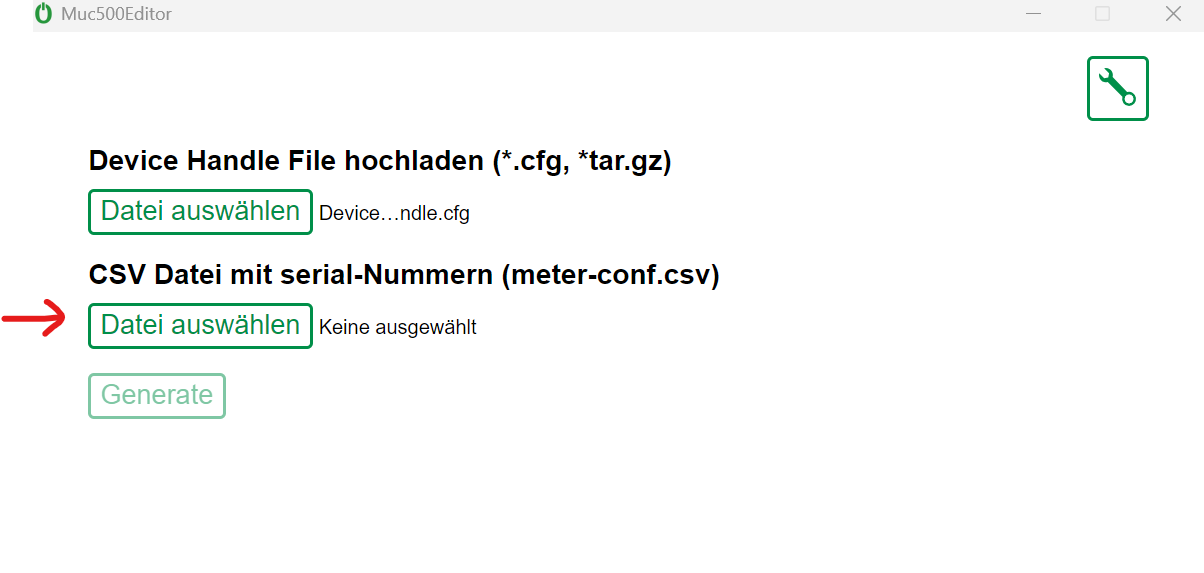 Muc500Editor
Device Handle File hochladen (*.cfg, *tar.gz)
Datei auswählen Device…ndle.cfg
CSV Datei mit serial-Nummern (meter-conf.csv)
Datei auswählen Keine ausgewählt
Generate